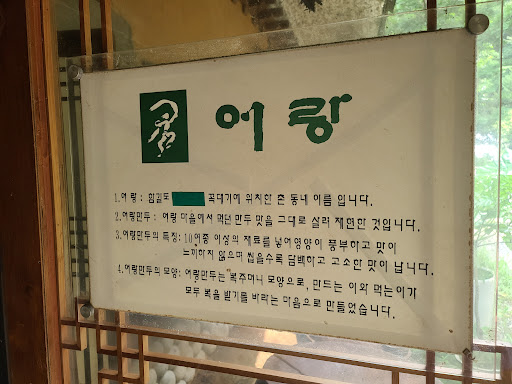 어랑
1. 어랑 : 함길도 꼭대기에 위치한 촌 동네 이름 입니다.
2. 어랑만두 : 어랑 마을에서 먹던 만두 맛을 그대로 살려 재현한 것입니다.
3. 어랑만두의 특징: 10여종 이상의 재료를 넣어영양이 풍부하고 맛이
느끼하지 않으며 씹을수록 담백하고 고소한 맛이 납니다.
4. 어랑만두의 모양: 어랑만두는 "복주머니 모양으로, 만드는 이와 먹는이가
모두 복을 받기를 바라는 마음으로 만들었습니다.